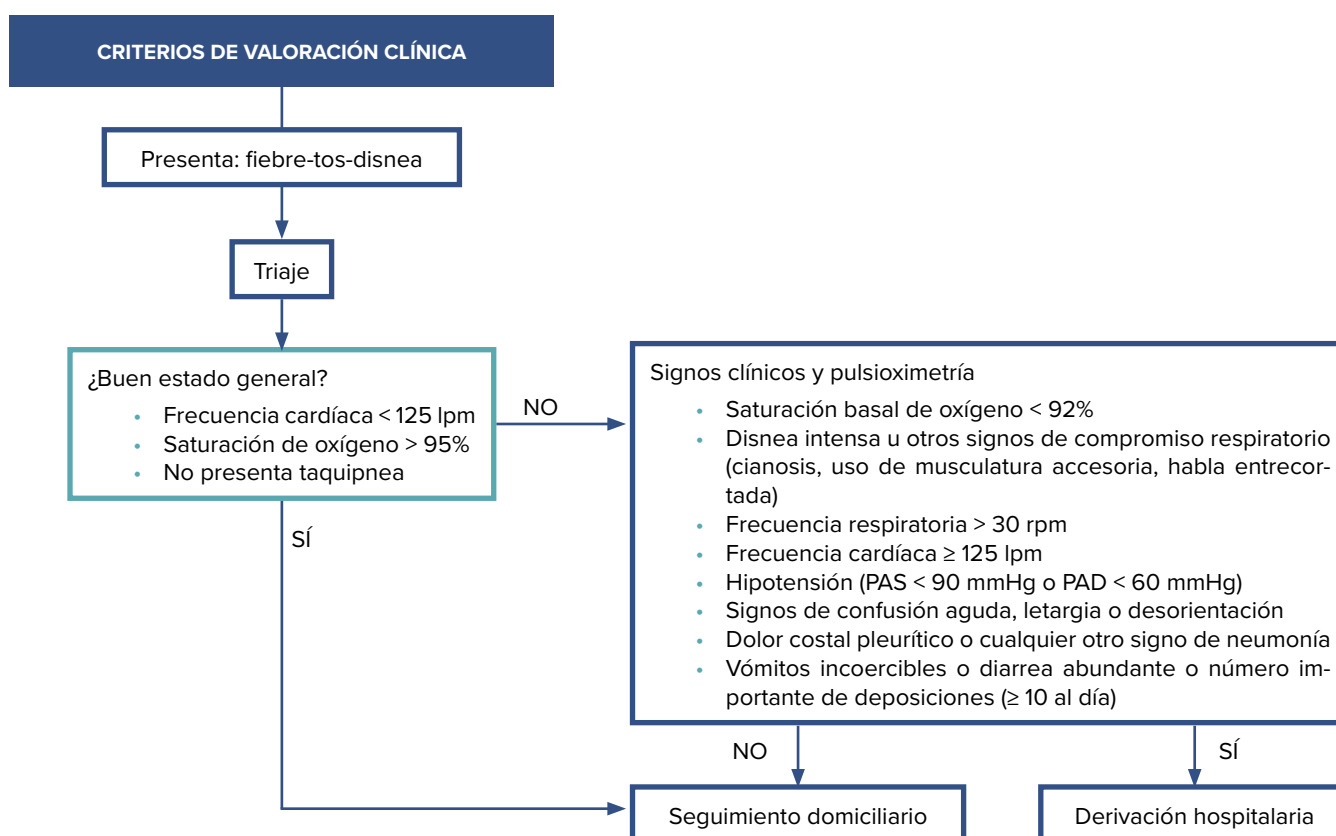 CRITERIOS DE VALORACIÓN CLÍNICA
Presenta: fiebre-tos-disnea
Triaje
¿Buen estado general?
• Frecuencia cardíaca < 125 lpm
• Saturación de oxígeno > 95%
• No presenta taquipnea
NO
SÍ
Signos clínicos y pulsioximetría
• Saturación basal de oxígeno < 92%
• Disnea intensa u otros signos de compromiso respiratorio
(cianosis, uso de musculatura accesoria, habla entrecor-
tada)
• Frecuencia respiratoria > 30 rpm
• Frecuencia cardíaca ≥ 125 lpm
• Hipotensión (PAS < 90 mmHg o PAD < 60 mmHg)
• Signos de confusión aguda, letargia o desorientación
• Dolor costal pleurítico o cualquier otro signo de neumonía
• Vómitos incoercibles o diarrea abundante o número im-
portante de deposiciones (≥ 10 al día)
NO
SÍ
Seguimiento domiciliario
Derivación hospitalaria